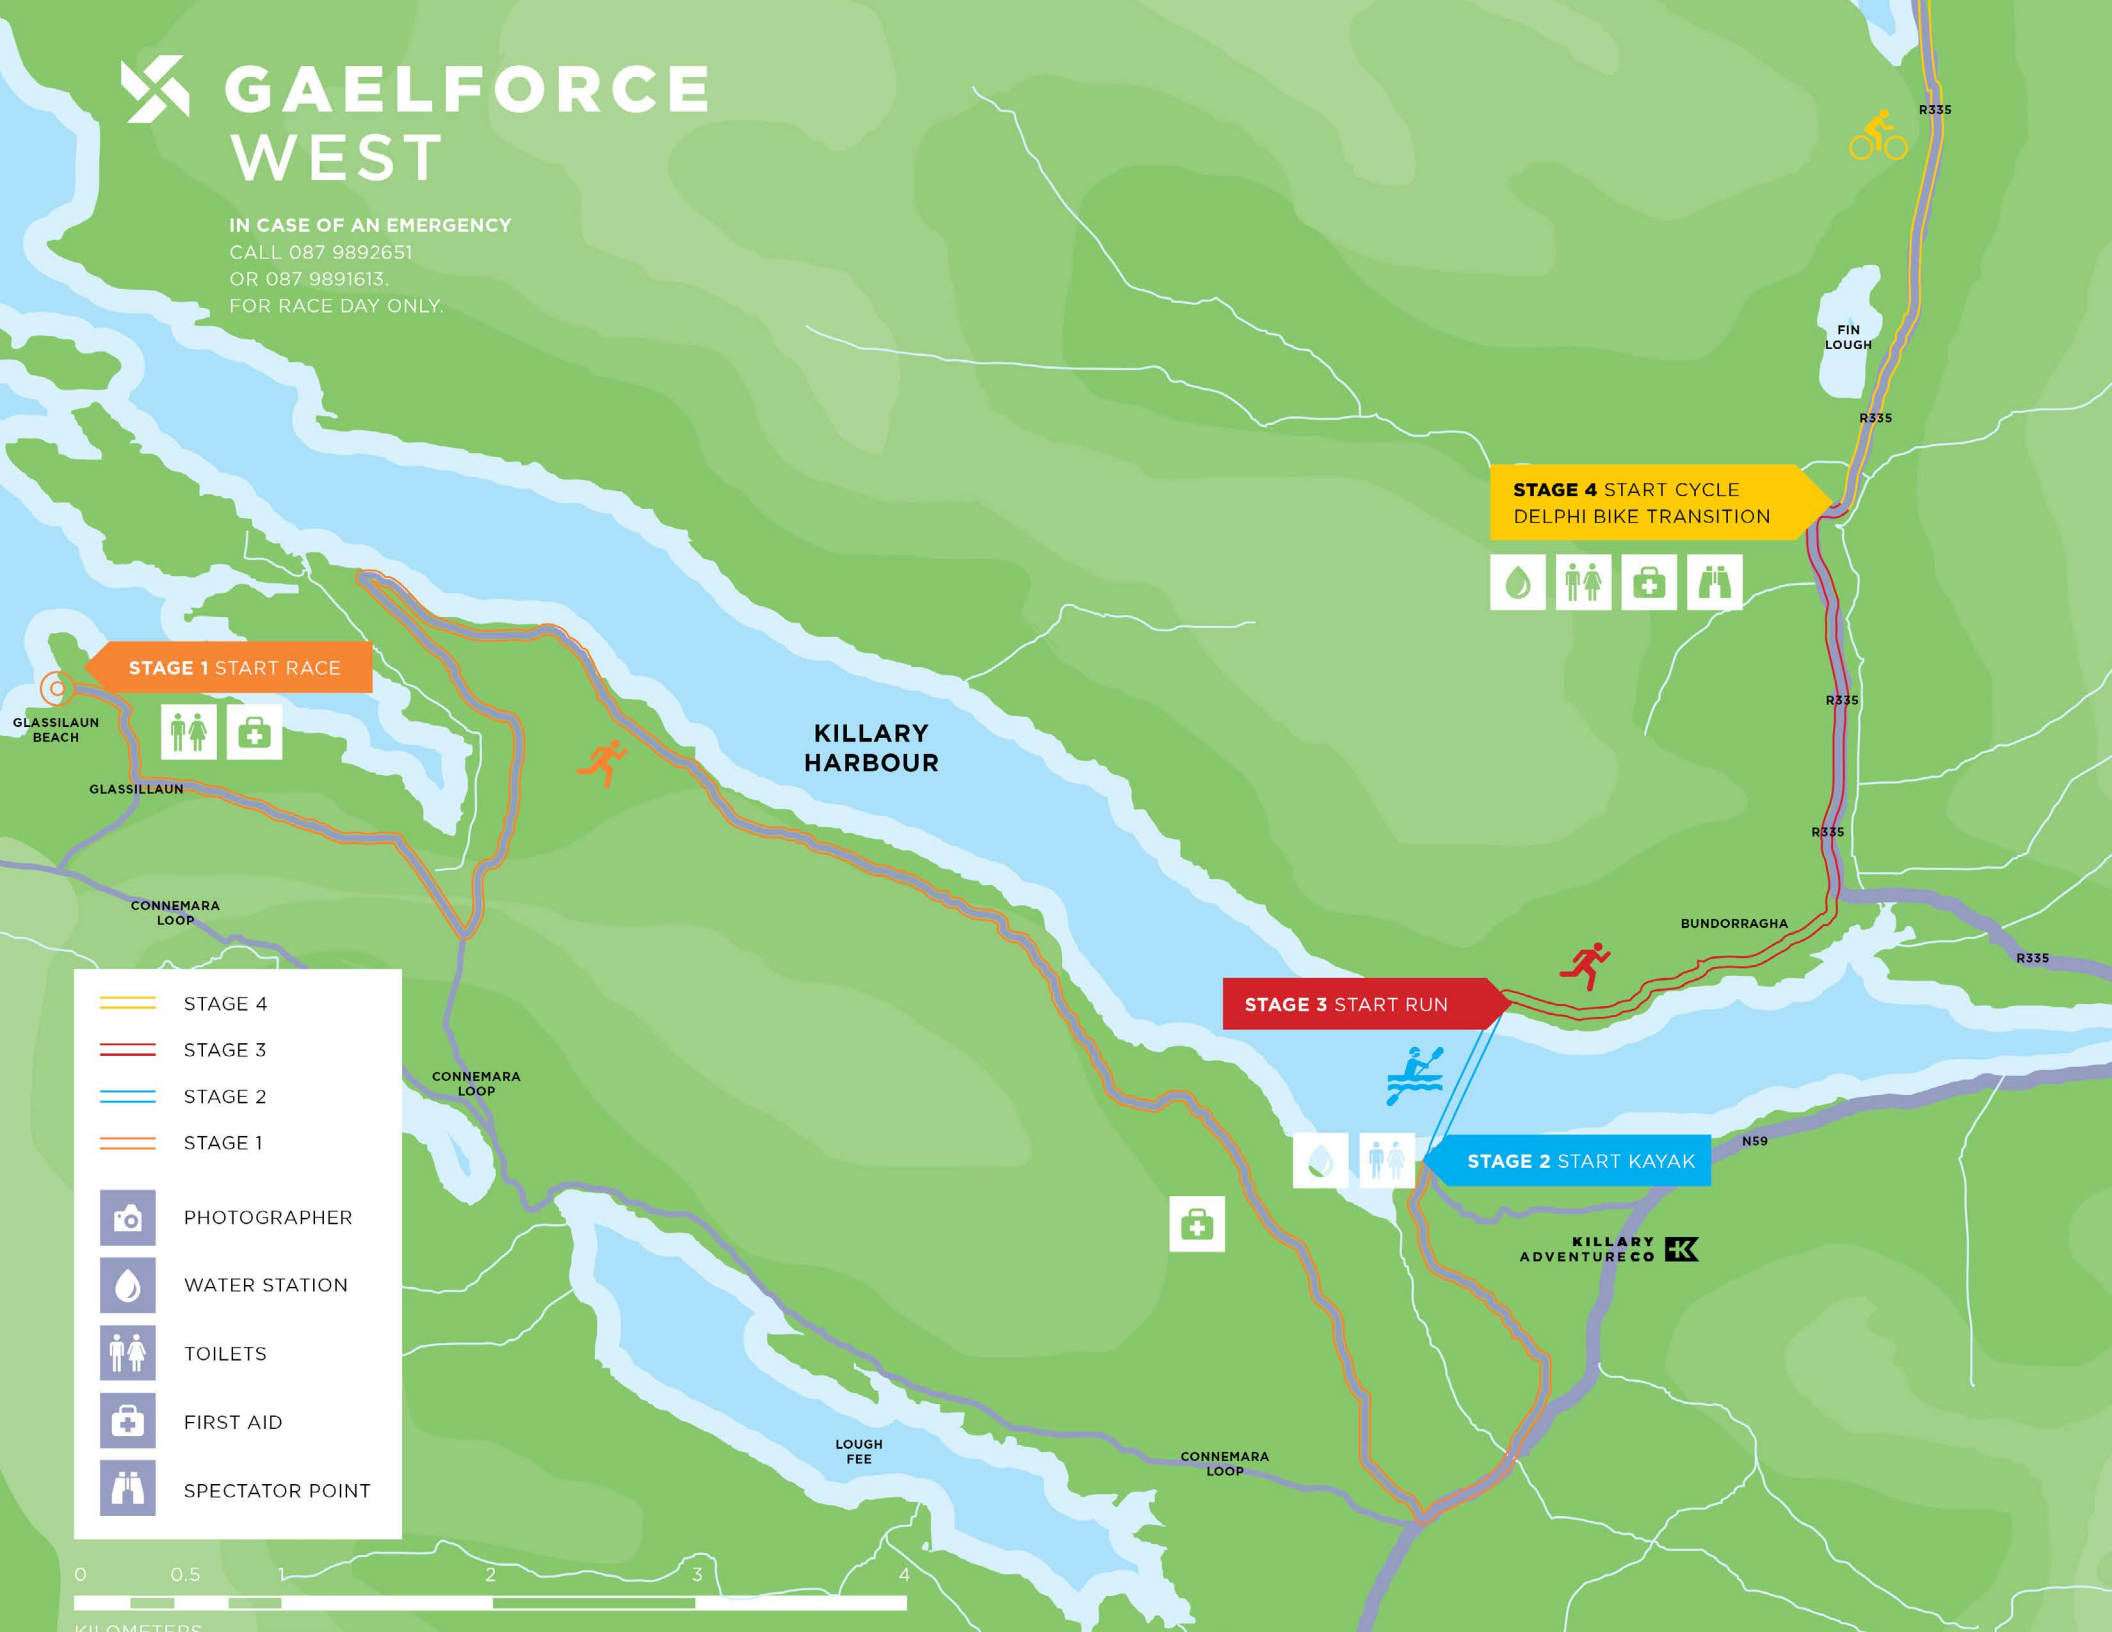 GAELFORCE
WEST
IN CASE OF AN EMERGENCY
CALL 087 9892651
OR 087 9891613.
FOR RACE DAY ONLY.
R335
FIN
LOUGH
R335
STAGE 4 START CYCLE
DELPHI BIKE TRANSITION
STAGE 1 START RACE
GLASSILAUN
BEACH
GLASSILLAUN
KILLARY
HARBOUR
R335
R335
CONNEMARA
LOOP
BUNDORRAGHA
R335
STAGE 3 START RUN
CONNEMARA
LOOP
N59
STAGE 2 START KAYAK
KILLARY
ADVENTURECO
K
LOUGH
FEE
CONNEMARA
LOOP
STAGE 4
STAGE 3
STAGE 2
STAGE 1
PHOTOGRAPHER
WATER STATION
TOILETS
FIRST AID
SPECTATOR POINT
0 0.5 1 2 3 4
KILOMETERS